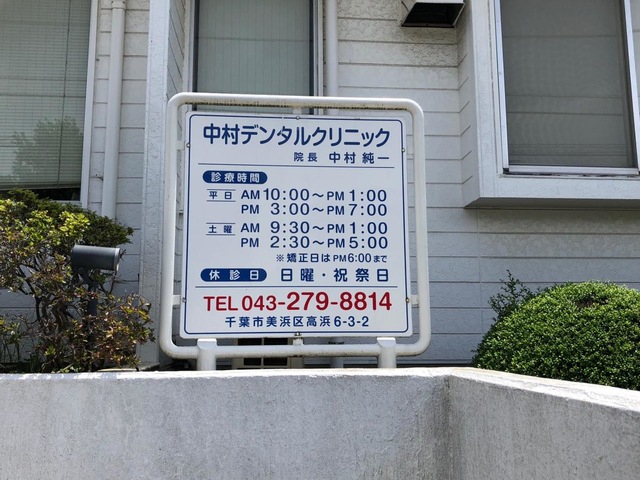 中村デンタルクリニック
院長 中村 純一
診療時間
平日 AM 10:00〜PM 1:00
PM 3:00〜PM 7:00
土曜 AM 9:30〜PM 1:00
PM 2:30〜PM 5:00
※ 矯正日はPM6:00まで
休診日 日曜・祝祭日
TEL 043-279-8814
千葉市美浜区高浜6-3-2